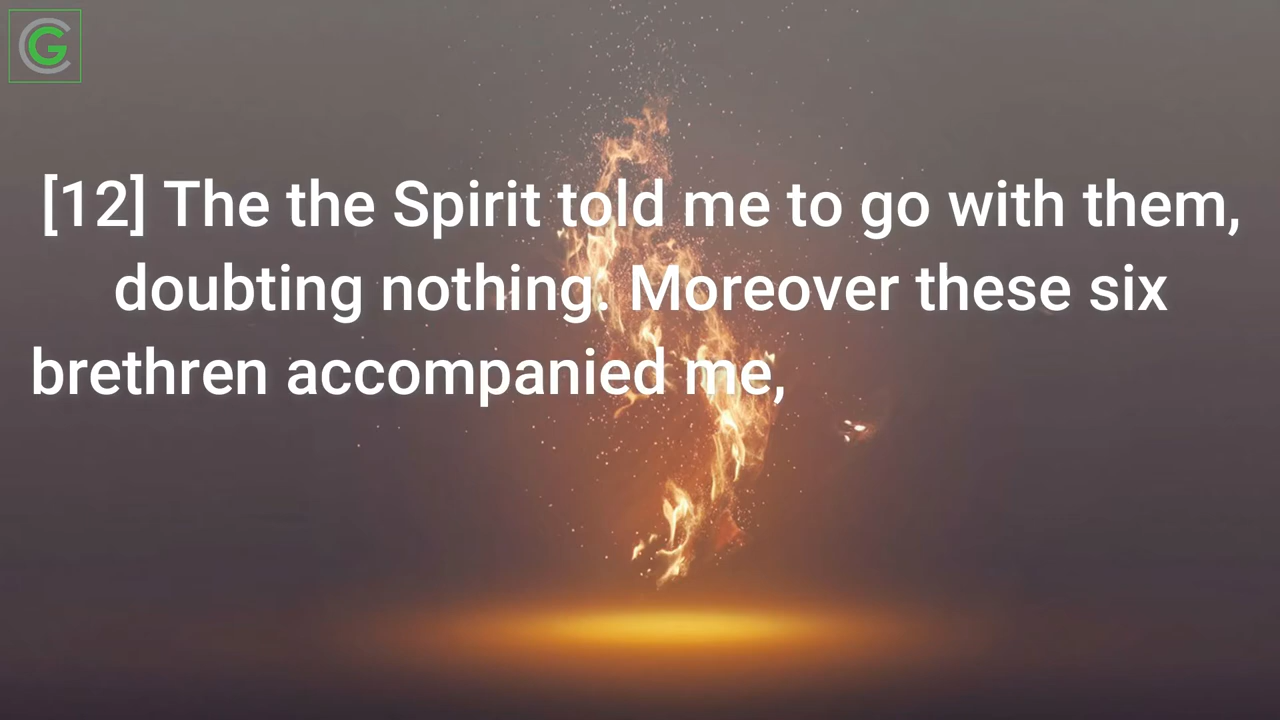 [12] The the Spirit told me to go with them,
doubting nothing. Moreover these six
brethren accompanied me,